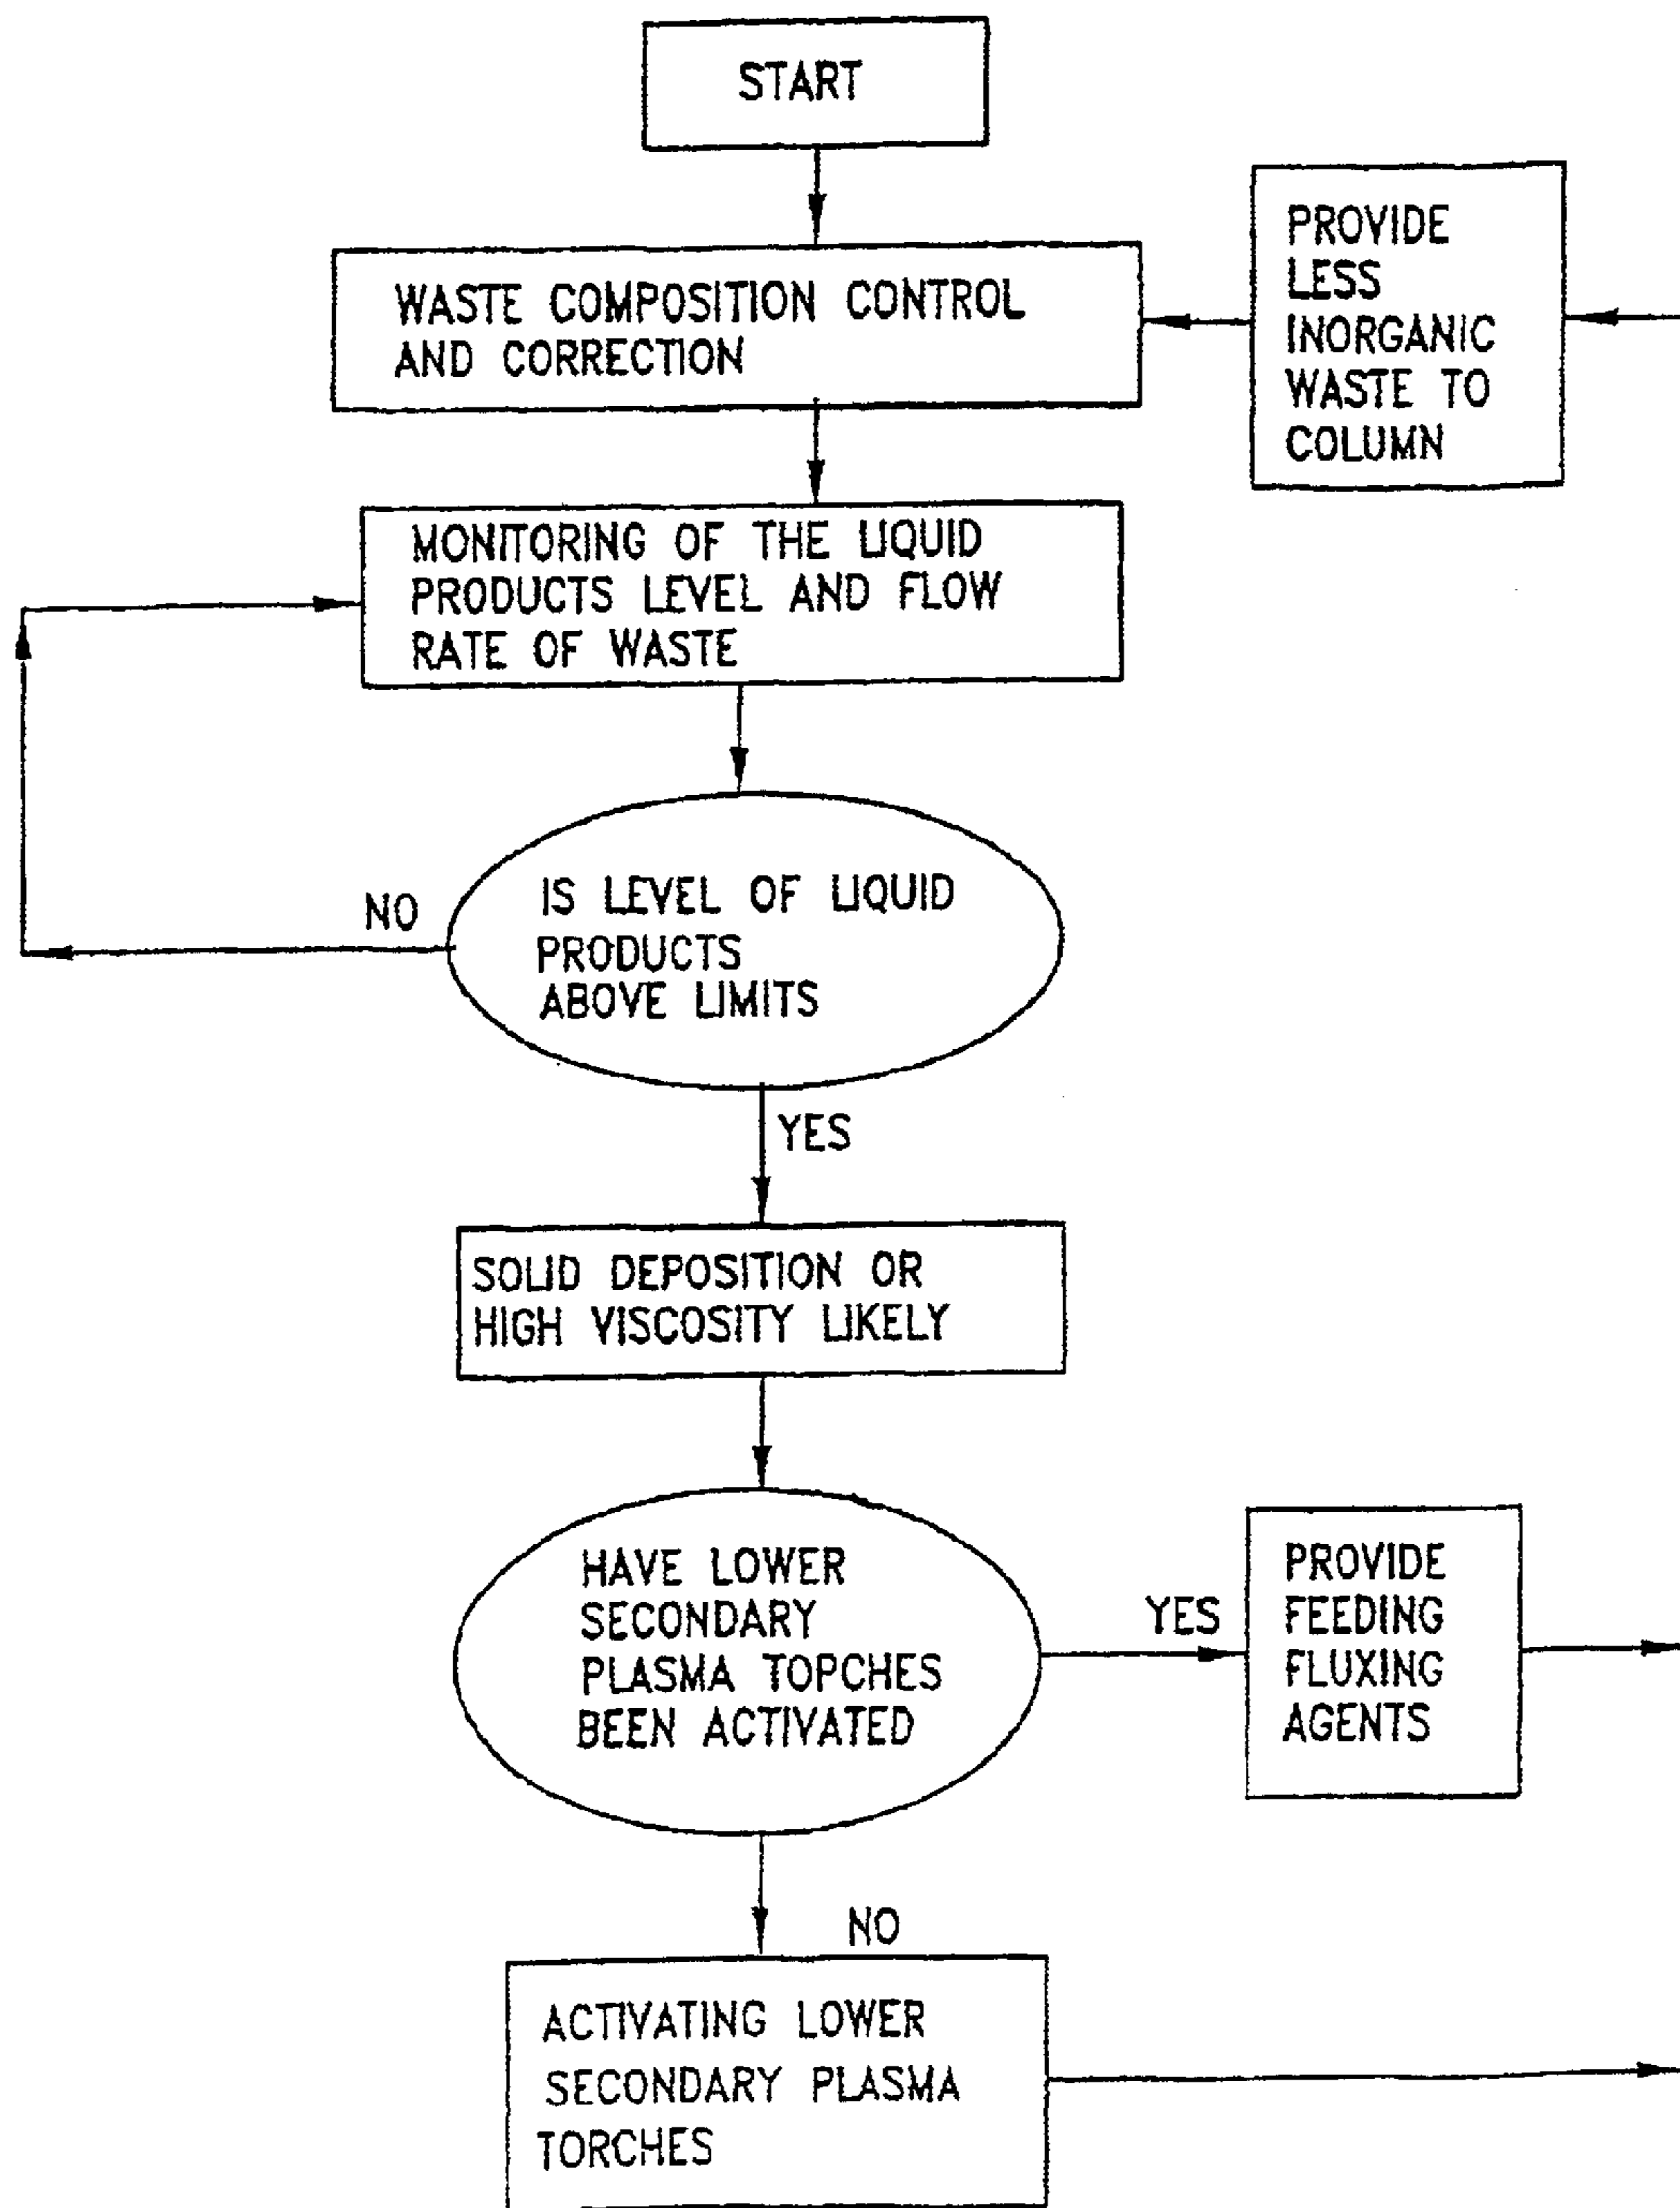 START
WASTE COMPOSITION CONTROL
AND CORRECTION
PROVIDE
LESS
INORGANIC
WASTE TO
COLUMN
MONITORING OF THE LIQUID
PRODUCTS LEVEL AND FLOW
RATE OF WASTE
IS LEVEL OF LIQUID
PRODUCTS
ABOVE LIMITS
NO
YES
SOLID DEPOSITION OR
HIGH VISCOSITY LIKELY
HAVE LOWER
SECONDARY
PLASMA TOPCHES
BEEN ACTIVATED
YES
PROVIDE
FEEDING
FLUXING
AGENTS
NO
ACTIVATING LOWER
SECONDARY PLASMA
TORCHES